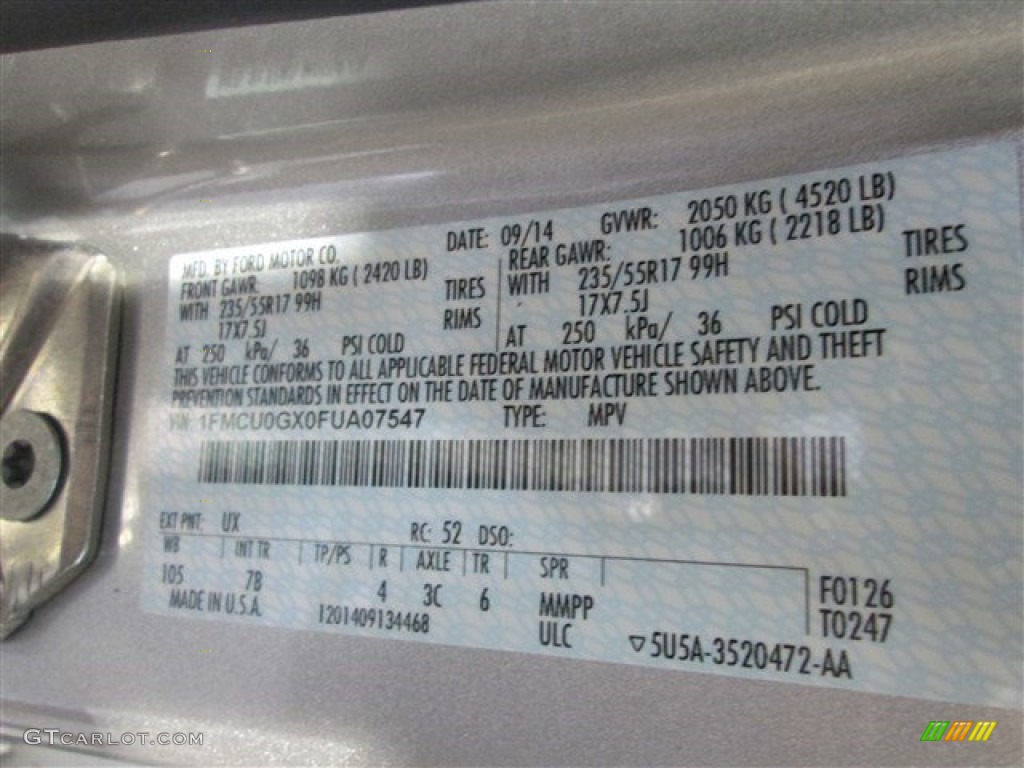 MFD. BY FORD MOTOR CO. DATE: 09/14 GVWR: 2050 KG ( 4520 LB)
FRONT GAWR: 1098 KG ( 2420 LB) REAR GAWR: 1006 KG ( 2218 LB)
WITH 235/55R17 99H TIRES WITH 235/55R17 99H TIRES
17X7.5J RIMS 17X7.5J RIMS
AT 250 kPa/ 36 PSI COLD AT 250 kPa/ 36 PSI COLD
THIS VEHICLE CONFORMS TO ALL APPLICABLE FEDERAL MOTOR VEHICLE SAFETY AND THEFT
PREVENTION STANDARDS IN EFFECT ON THE DATE OF MANUFACTURE SHOWN ABOVE.
VIN: 1FMCU0GX0FUA07547 TYPE: MPV
EXT PNT: UX RC: 52 DSO:
WB INT TR TP/PS R AXLE TR SPR F0126
105 7B 4 3C 6 MMPP T0247
MADE IN U.S.A. 1201409134468 ULC ▽5U5A-3520472-AA
GTCARLOT.COM